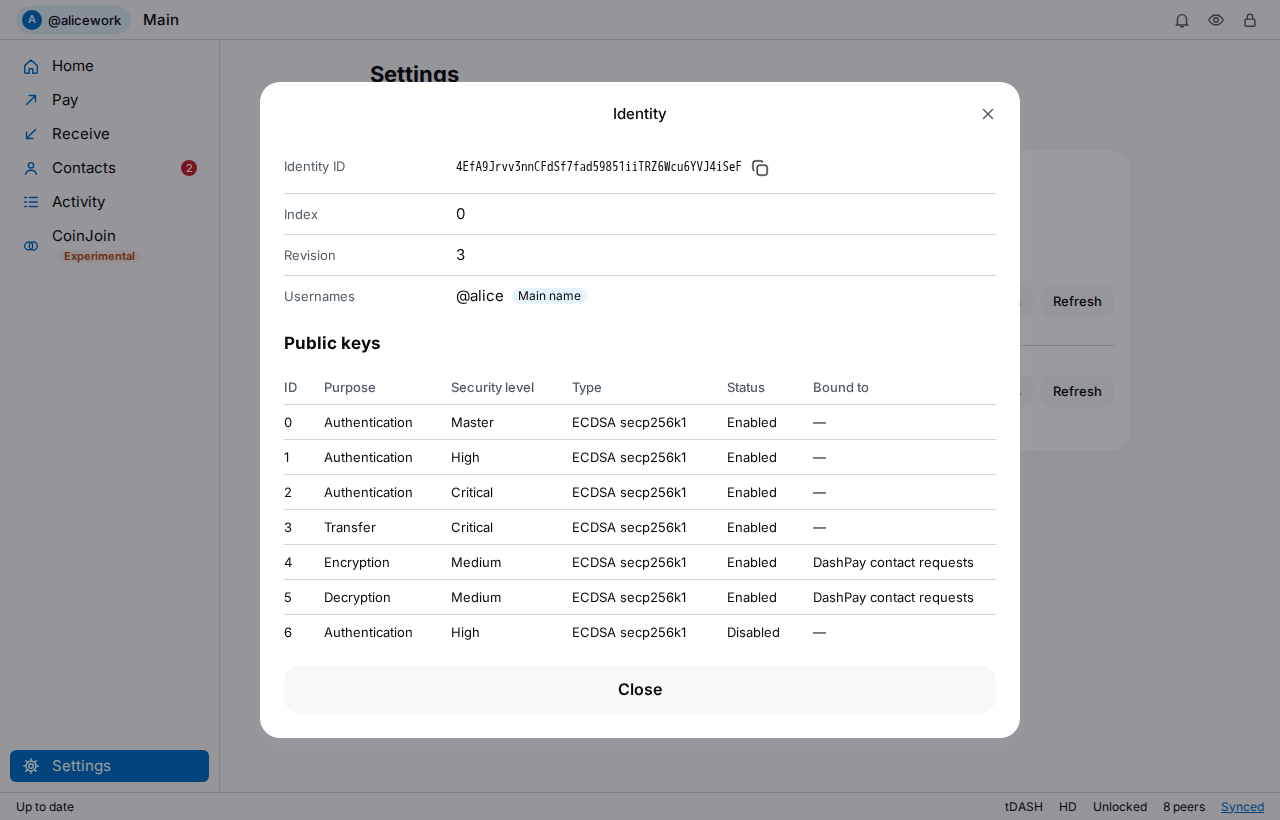 A @alicework Main
Home
Pay
Receive
Contacts 2
Activity
CoinJoin
Experimental
Settings
Settings
Refresh
Refresh
Identity
Identity ID 4EfA9Jrvv3nnCFdSf7fad59851iiTRZ6Wcu6YVJ4iSeF
Index 0
Revision 3
Usernames @alice Main name
Public keys
ID Purpose Security level Type Status Bound to
0 Authentication Master ECDSA secp256k1 Enabled —
1 Authentication High ECDSA secp256k1 Enabled —
2 Authentication Critical ECDSA secp256k1 Enabled —
3 Transfer Critical ECDSA secp256k1 Enabled —
4 Encryption Medium ECDSA secp256k1 Enabled DashPay contact requests
5 Decryption Medium ECDSA secp256k1 Enabled DashPay contact requests
6 Authentication High ECDSA secp256k1 Disabled —
Close
Up to date tDASH HD Unlocked 8 peers Synced